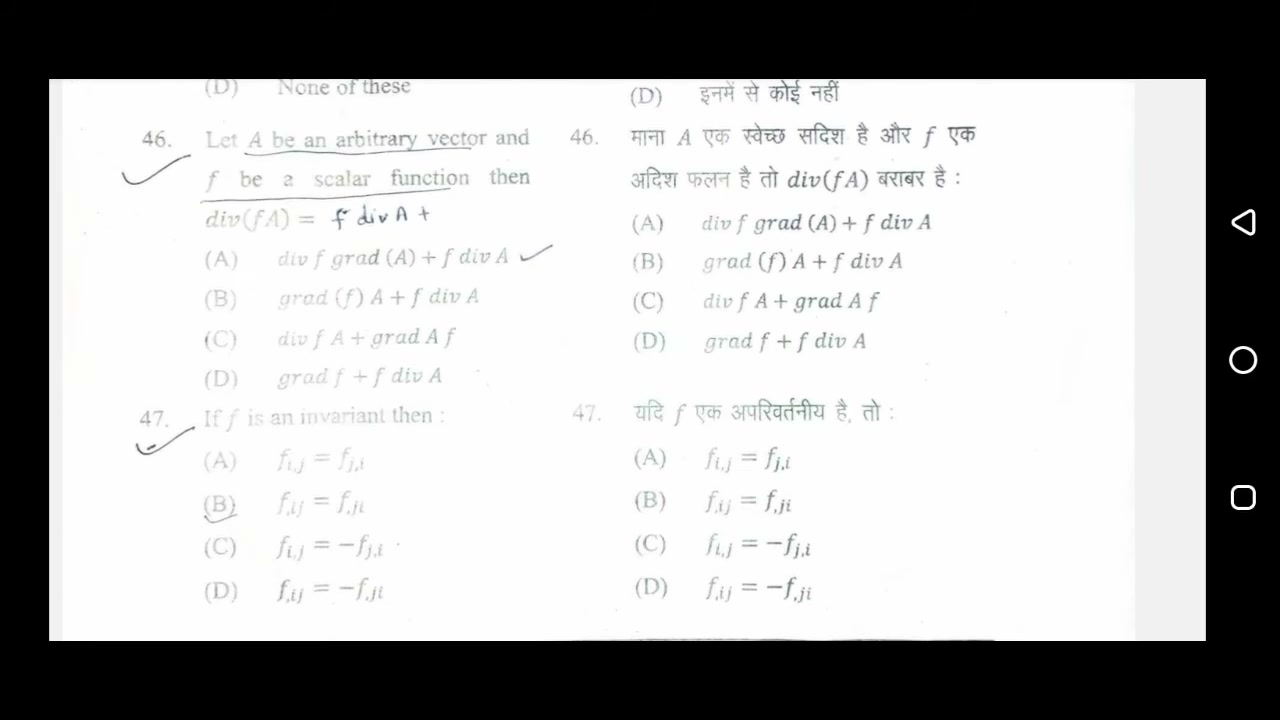 (D) None of these
46. Let A be an arbitrary vector and
f be a scalar function then
div(fA) = f div A +
(A) div f grad (A) + f div A
(B) grad (f) A + f div A
(C) div f A + grad A f
(D) grad f + f div A
47. If f is an invariant then :
(A) f_{i,j} = f_{j,i}
(B) f_{,ij} = f_{,ji}
(C) f_{i,j} = −f_{j,i}
(D) f_{,ij} = −f_{,ji}
(D) इनमें से कोई नहीं
46. माना A एक स्वेच्छ सदिश है और f एक
अदिश फलन है तो div(fA) बराबर है :
(A) div f grad (A) + f div A
(B) grad (f) A + f div A
(C) div f A + grad A f
(D) grad f + f div A
47. यदि f एक अपरिवर्तनीय है, तो :
(A) f_{i,j} = f_{j,i}
(B) f_{,ij} = f_{,ji}
(C) f_{i,j} = −f_{j,i}
(D) f_{,ij} = −f_{,ji}